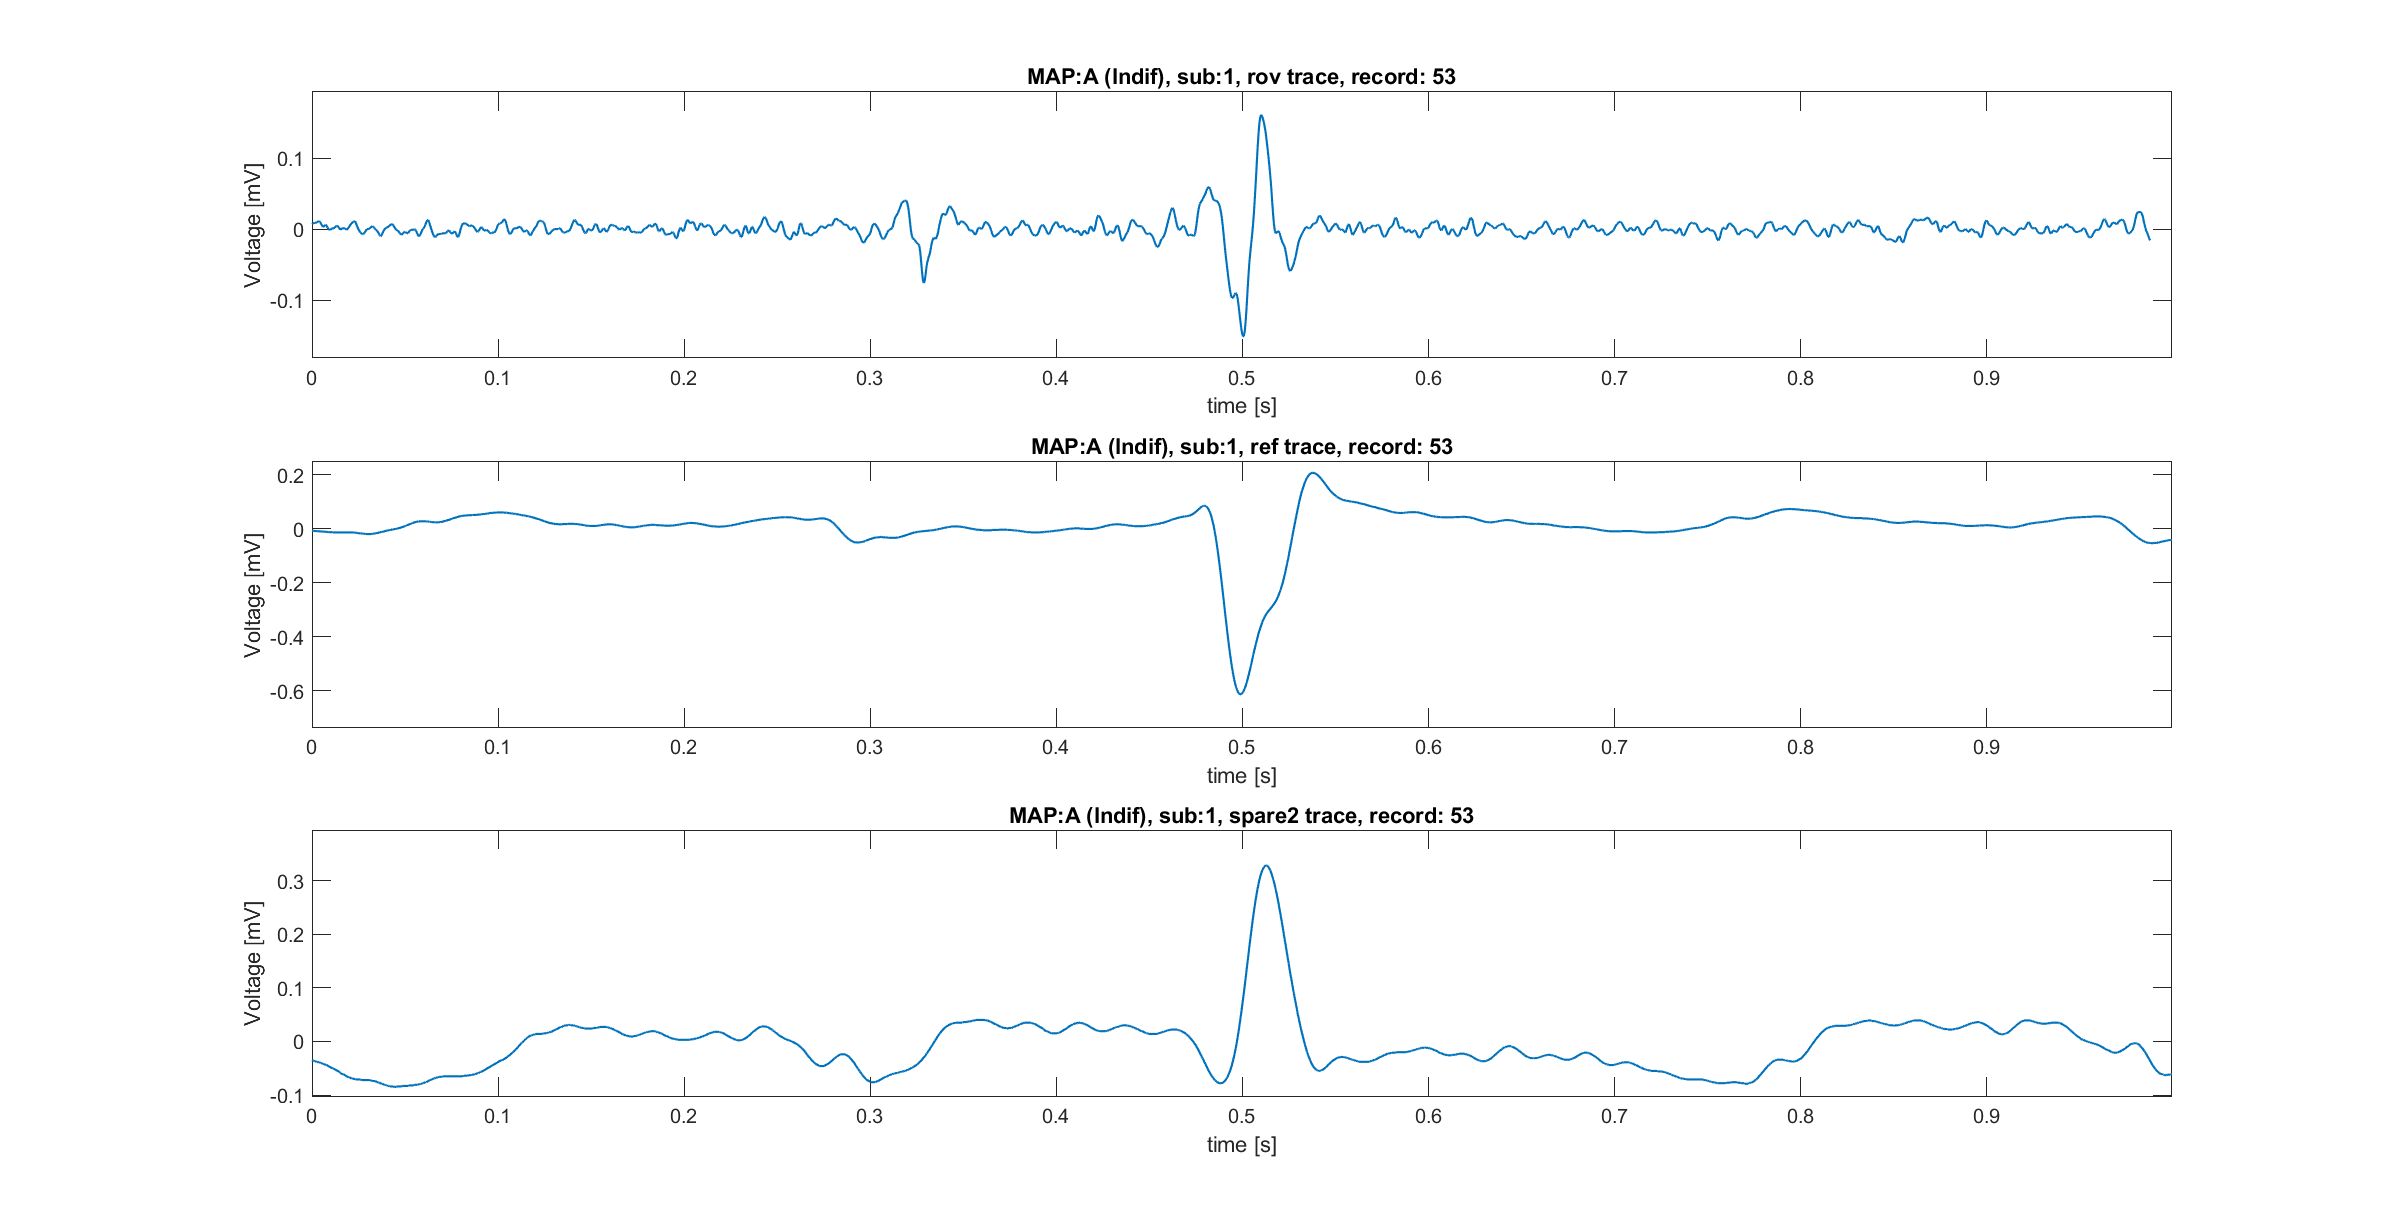 MAP:A (Indif), sub:1, rov trace, record: 53
Voltage [mV]
0.1
0
-0.1
0 0.1 0.2 0.3 0.4 0.5 0.6 0.7 0.8 0.9
time [s]
MAP:A (Indif), sub:1, ref trace, record: 53
Voltage [mV]
0.2
0
-0.2
-0.4
-0.6
0 0.1 0.2 0.3 0.4 0.5 0.6 0.7 0.8 0.9
time [s]
MAP:A (Indif), sub:1, spare2 trace, record: 53
Voltage [mV]
0.3
0.2
0.1
0
-0.1
0 0.1 0.2 0.3 0.4 0.5 0.6 0.7 0.8 0.9
time [s]